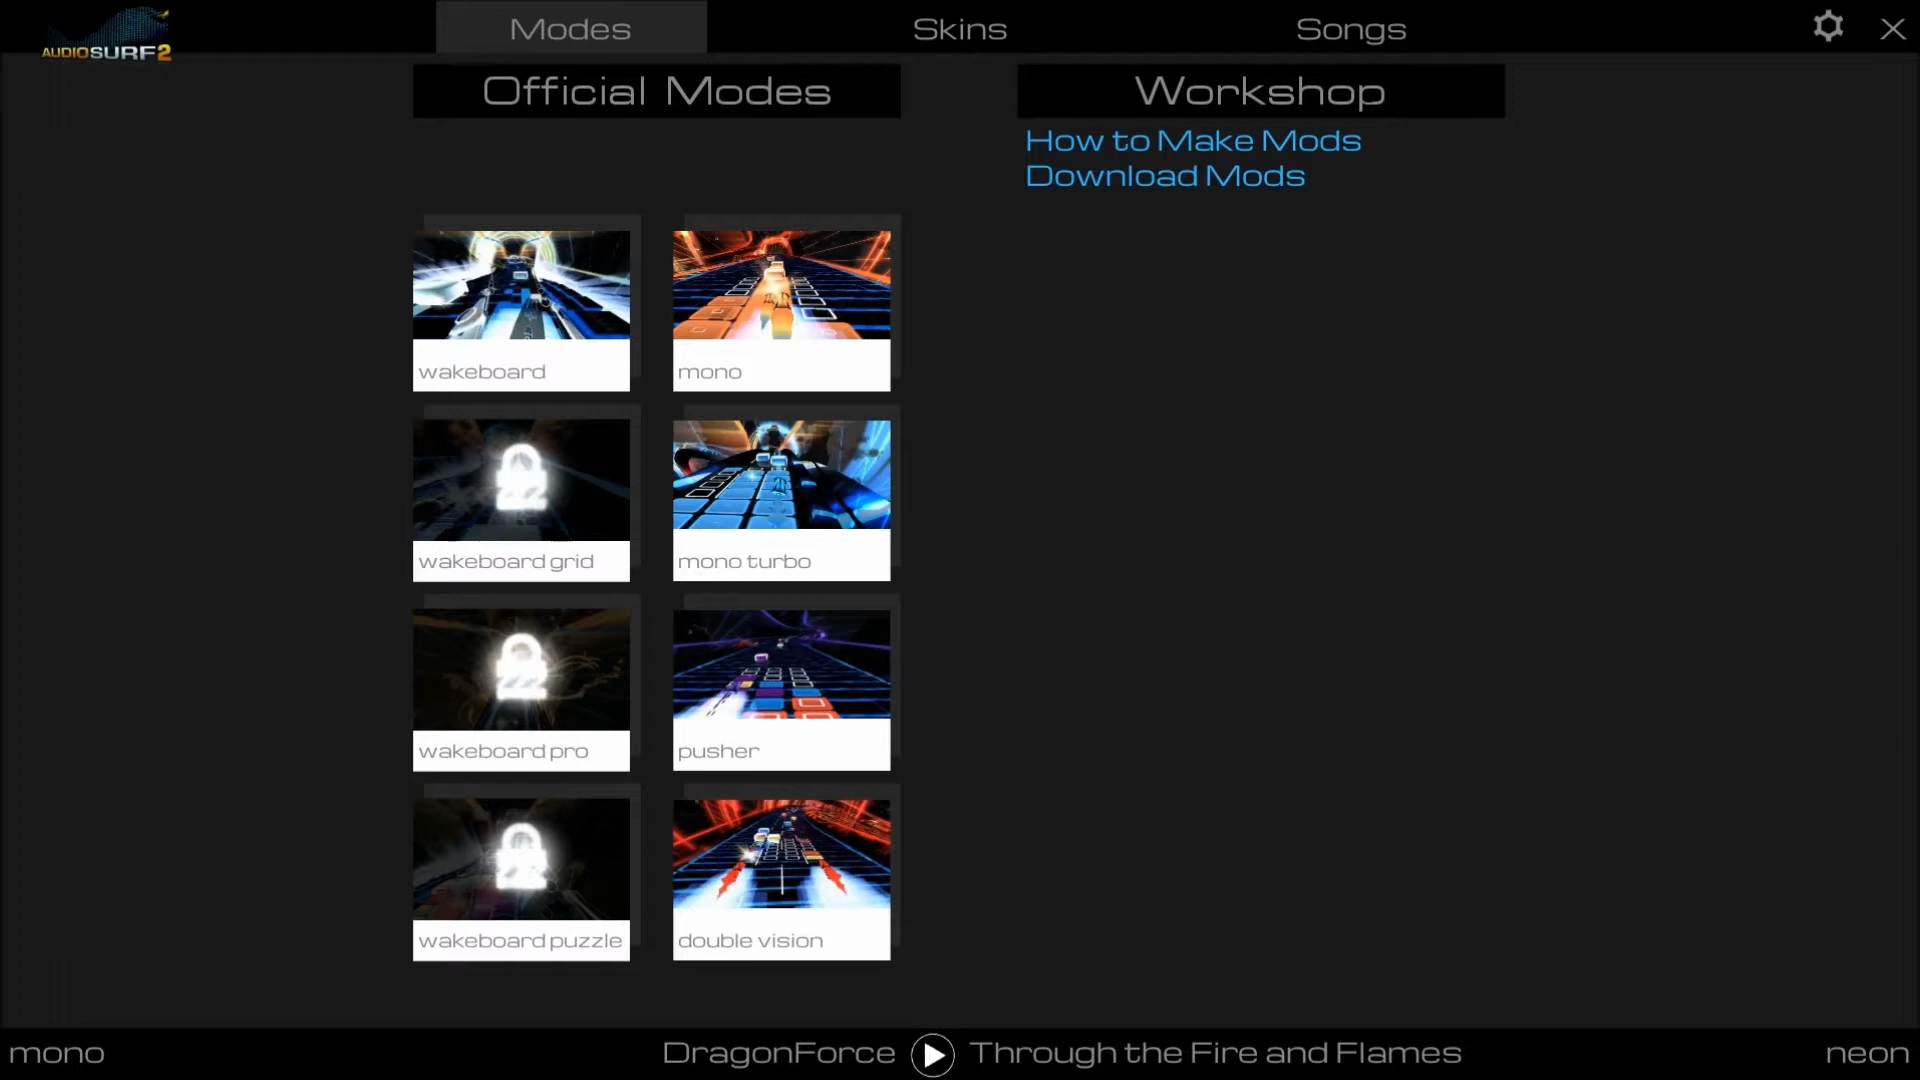 AUDIOSURF2
Modes
Skins
Songs
Official Modes
Workshop
How to Make Mods
Download Mods
wakeboard
mono
wakeboard grid
mono turbo
wakeboard pro
pusher
wakeboard puzzle
double vision
mono
DragonForce
Through the Fire and Flames
neon